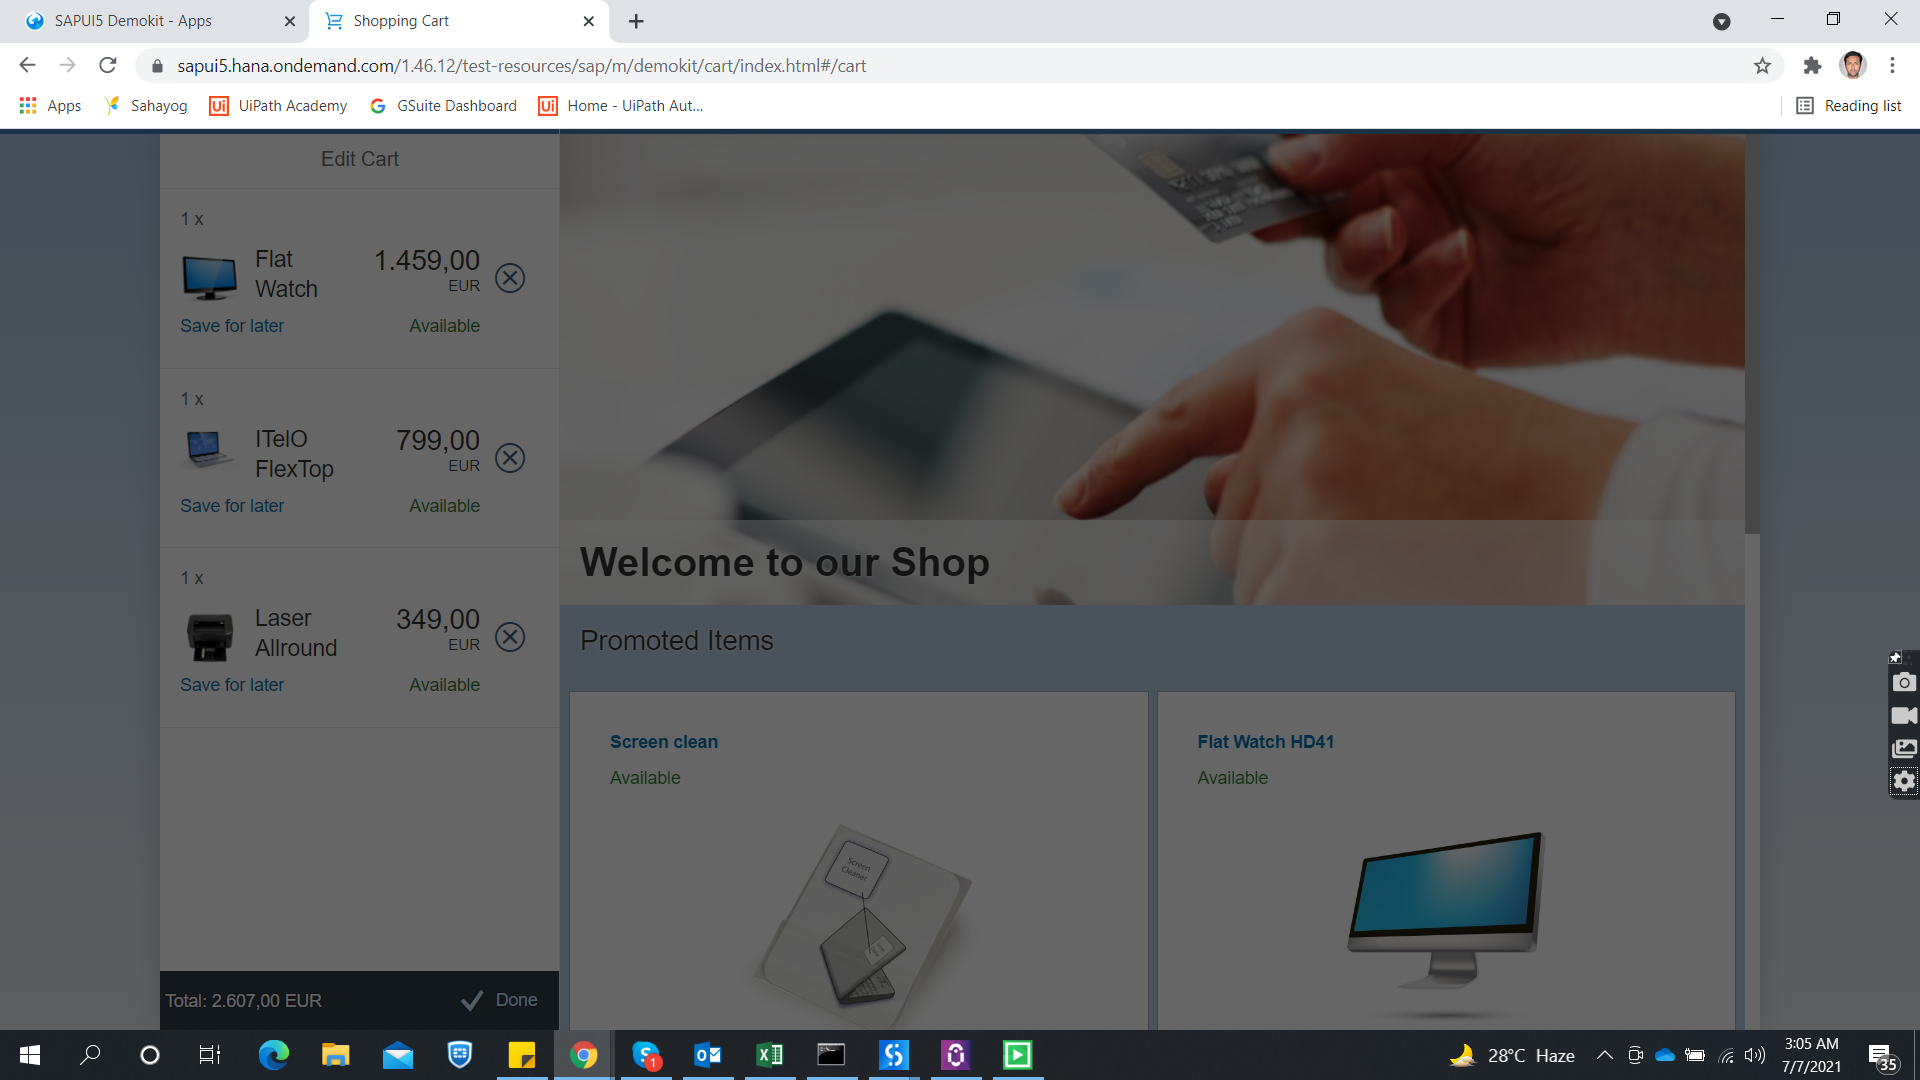 SAPUI5 Demokit - Apps
Shopping Cart
sapui5.hana.ondemand.com/1.46.12/test-resources/sap/m/demokit/cart/index.html#/cart
Apps
Sahayog
UiPath Academy
GSuite Dashboard
Home - UiPath Aut...
Reading list
Edit Cart
1 x
Flat
Watch
1.459,00
EUR
Save for later
Available
1 x
ITelO
FlexTop
799,00
EUR
Save for later
Available
1 x
Laser
Allround
349,00
EUR
Save for later
Available
Total: 2.607,00 EUR
Done
Welcome to our Shop
Promoted Items
Screen clean
Available
Screen
Cleaner
Flat Watch HD41
Available
1
28°C Haze
3:05 AM
7/7/2021
35